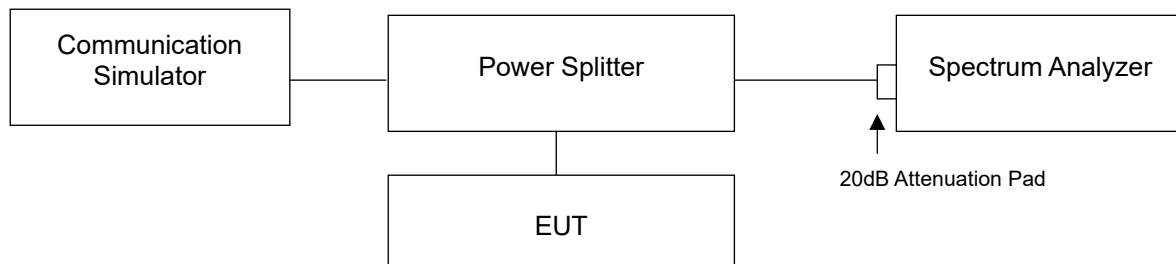 Communication
Simulator
Power Splitter
Spectrum Analyzer
20dB Attenuation Pad
EUT